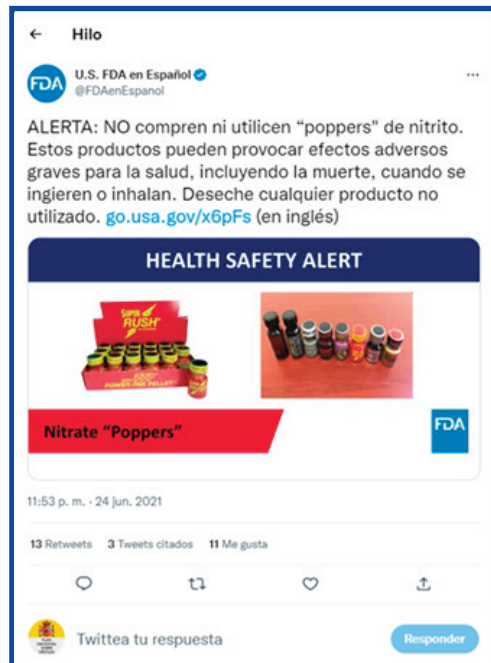 ← Hilo
FDA
U.S. FDA en Español
@FDAenEspanol
ALERTA: NO compren ni utilicen “poppers" de nitrito.
Estos productos pueden provocar efectos adversos
graves para la salud, incluyendo la muerte, cuando se
ingieren o inhalan. Deseche cualquier producto no
utilizado. go.usa.gov/x6pFs (en inglés)
HEALTH SAFETY ALERT
SUPER
RUSH
POWER-PAK PELLET
Nitrate “Poppers”
FDA
11:53 p. m. · 24 jun. 2021
13 Retweets 3 Tweets citados 11 Me gusta
Twittea tu respuesta
Responder